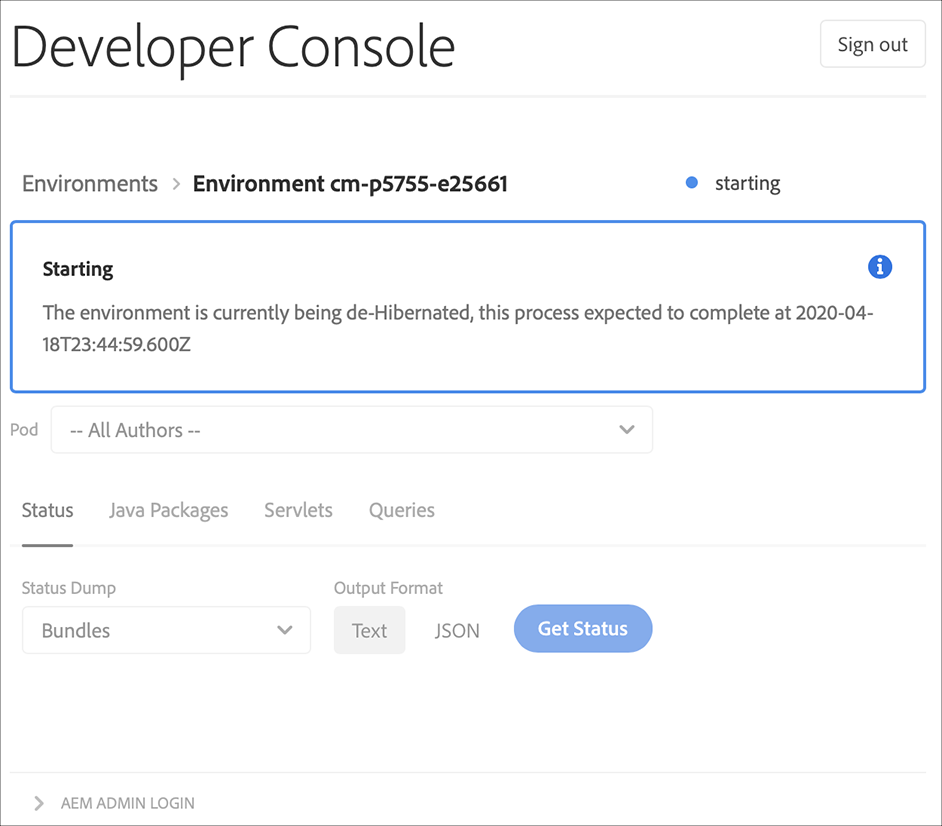 Developer Console
Sign out
Environments > Environment cm-p5755-e25661
starting
Starting
The environment is currently being de-Hibernated, this process expected to complete at 2020-04-
18T23:44:59.600Z
Pod
-- All Authors --
Status Java Packages Servlets Queries
Status Dump
Output Format
Bundles
Text JSON Get Status
AEM ADMIN LOGIN